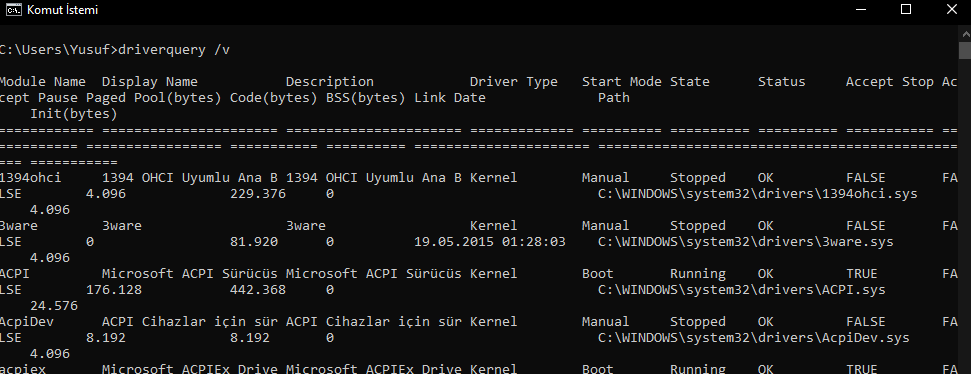 Komut İstemi
C:\Users\Yusuf>driverquery /v
Module Name  Display Name           Description            Driver Type   Start Mode State      Status     Accept Stop Ac
cept Pause Paged Pool(bytes) Code(bytes) BSS(bytes) Link Date              Path
    Init(bytes)
============ ====================== ====================== ============= ========== ========== ========== =========== ==
========== ================= =========== ========== ====================== =============================================
=== ===========
1394ohci     1394 OHCI Uyumlu Ana B 1394 OHCI Uyumlu Ana B Kernel        Manual     Stopped    OK         FALSE       FA
LSE        4.096             229.376     0                                 C:\WINDOWS\system32\drivers\1394ohci.sys
    4.096
3ware        3ware                  3ware                  Kernel        Manual     Stopped    OK         FALSE       FA
LSE        0                 81.920      0          19.05.2015 01:28:03    C:\WINDOWS\system32\drivers\3ware.sys
    4.096
ACPI         Microsoft ACPI Sürücüs Microsoft ACPI Sürücüs Kernel        Boot       Running    OK         TRUE        FA
LSE        176.128           442.368     0                                 C:\WINDOWS\system32\drivers\ACPI.sys
    24.576
AcpiDev      ACPI Cihazlar için sür ACPI Cihazlar için sür Kernel        Manual     Stopped    OK         FALSE       FA
LSE        8.192             8.192       0                                 C:\WINDOWS\system32\drivers\AcpiDev.sys
    4.096
acpiex       Microsoft ACPIEx Drive Microsoft ACPIEx Drive Kernel        Boot       Running    OK         TRUE        FA